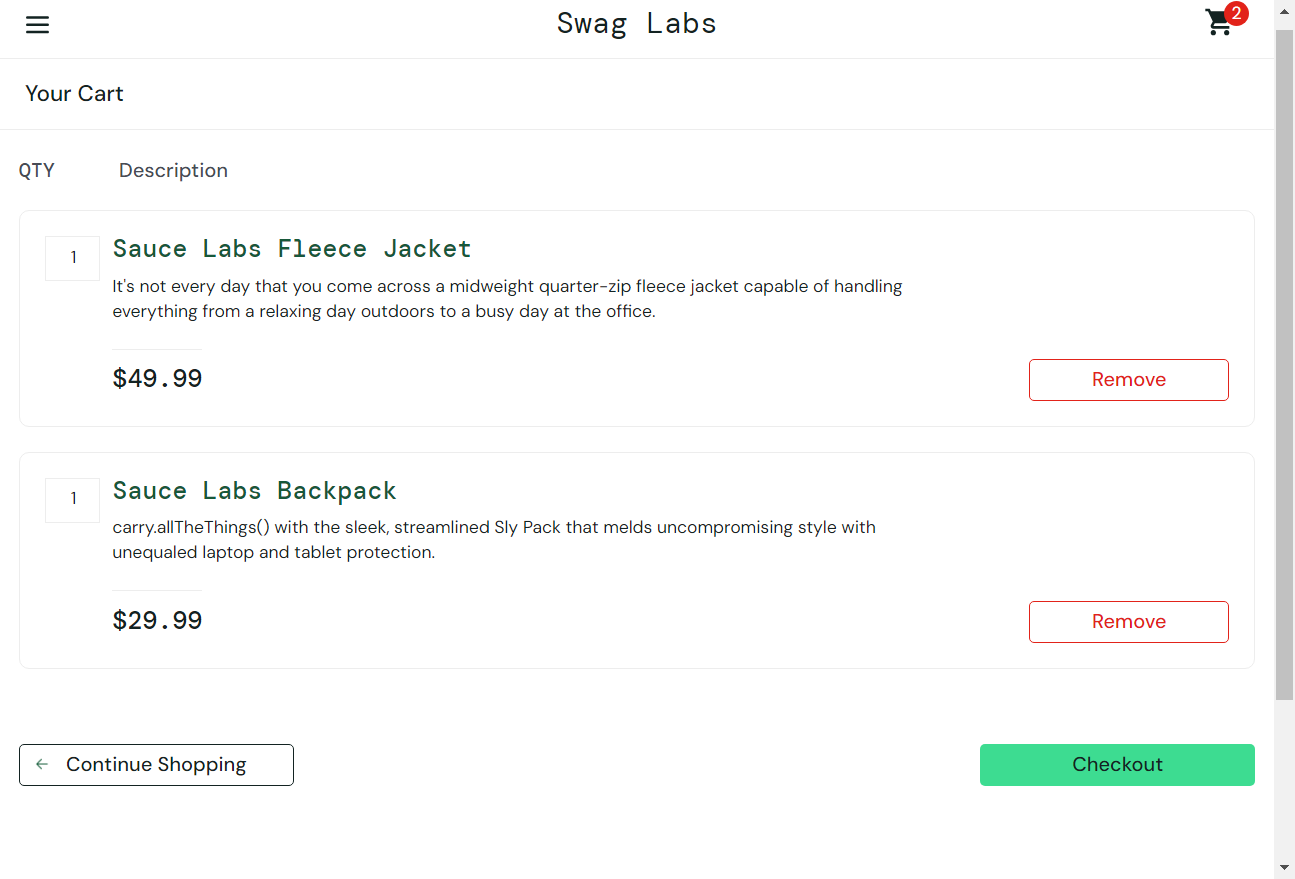 Swag Labs
2
Your Cart
QTY Description
1
Sauce Labs Fleece Jacket
It's not every day that you come across a midweight quarter-zip fleece jacket capable of handling
everything from a relaxing day outdoors to a busy day at the office.
$49.99
Remove
1
Sauce Labs Backpack
carry.allTheThings() with the sleek, streamlined Sly Pack that melds uncompromising style with
unequaled laptop and tablet protection.
$29.99
Remove
Continue Shopping
Checkout